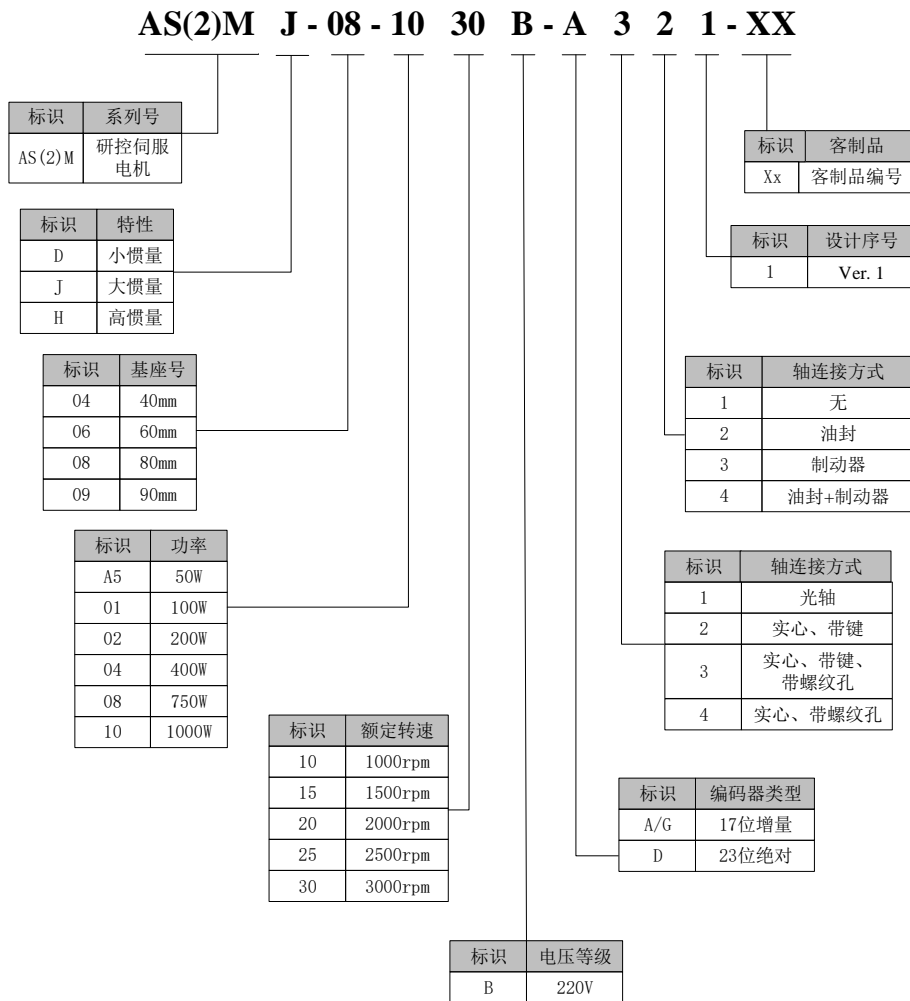 AS(2)M J - 08 - 10 30 B - A 3 2 1 - XX
标识 系列号
AS(2)M 研控伺服
电机
标识 特性
D 小惯量
J 大惯量
H 高惯量
标识 基座号
04 40mm
06 60mm
08 80mm
09 90mm
标识 功率
A5 50W
01 100W
02 200W
04 400W
08 750W
10 1000W
标识 额定转速
10 1000rpm
15 1500rpm
20 2000rpm
25 2500rpm
30 3000rpm
标识 电压等级
B 220V
标识 编码器类型
A/G 17位增量
D 23位绝对
标识 轴连接方式
1 光轴
2 实心、带键
3 实心、带键、
带螺纹孔
4 实心、带螺纹孔
标识 轴连接方式
1 无
2 油封
3 制动器
4 油封+制动器
标识 设计序号
1 Ver. 1
标识 客制品
Xx 客制品编号